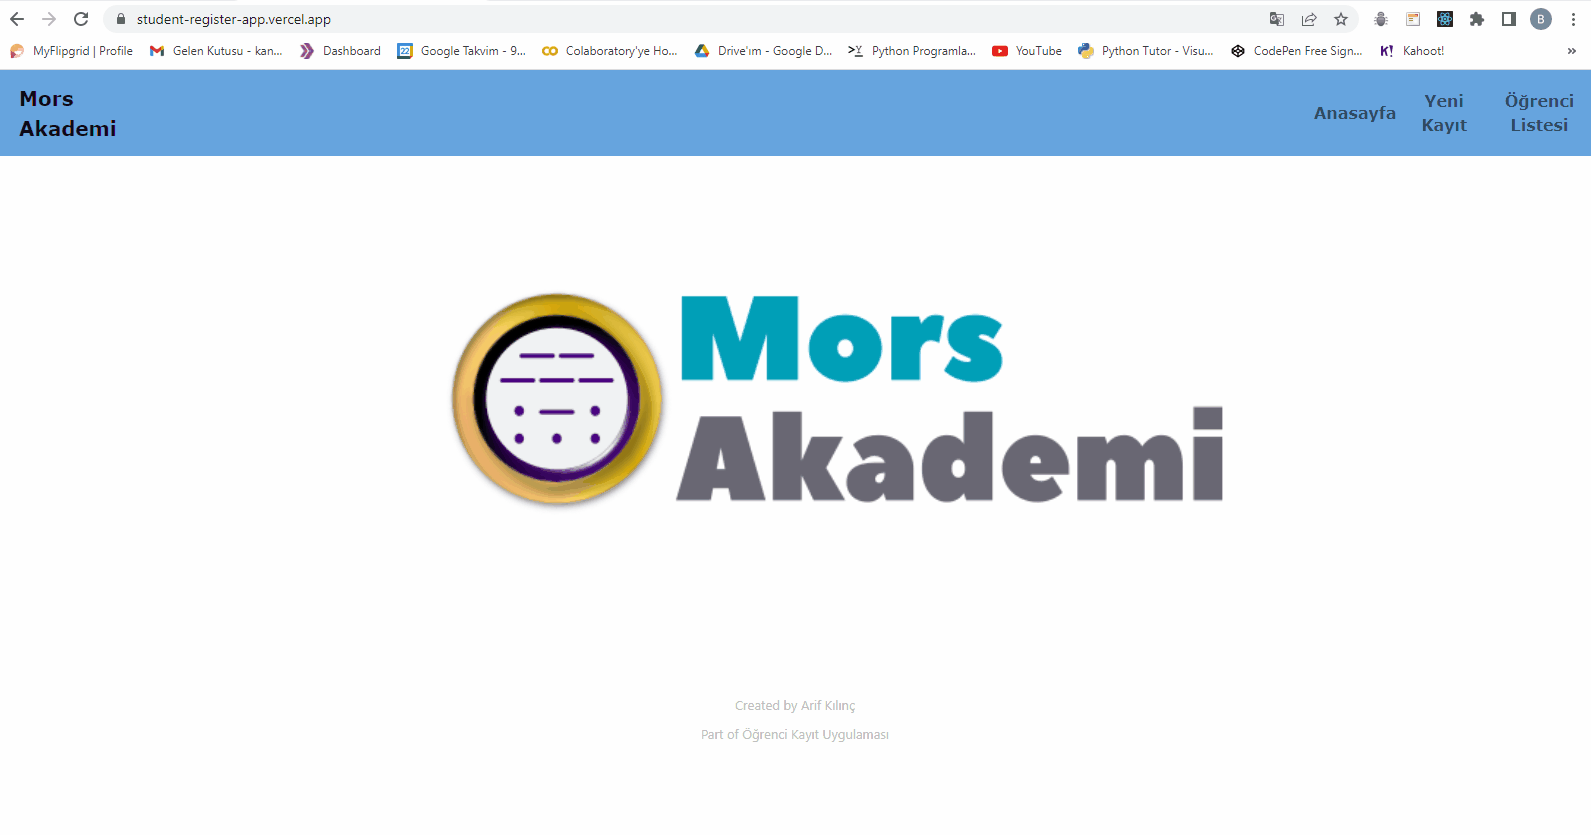 student-register-app.vercel.app
B
MyFlipgrid | Profile
Gelen Kutusu - kan...
Dashboard
22
Google Takvim - 9...
Colaboratory'ye Ho...
Drive'ım - Google D...
Python Programla...
YouTube
Python Tutor - Visu...
CodePen Free Sign...
K!
Kahoot!
»
Mors
Akademi
Anasayfa
Yeni
Kayıt
Öğrenci
Listesi
Mors
Akademi
Created by Arif Kılınç
Part of Öğrenci Kayıt Uygulaması